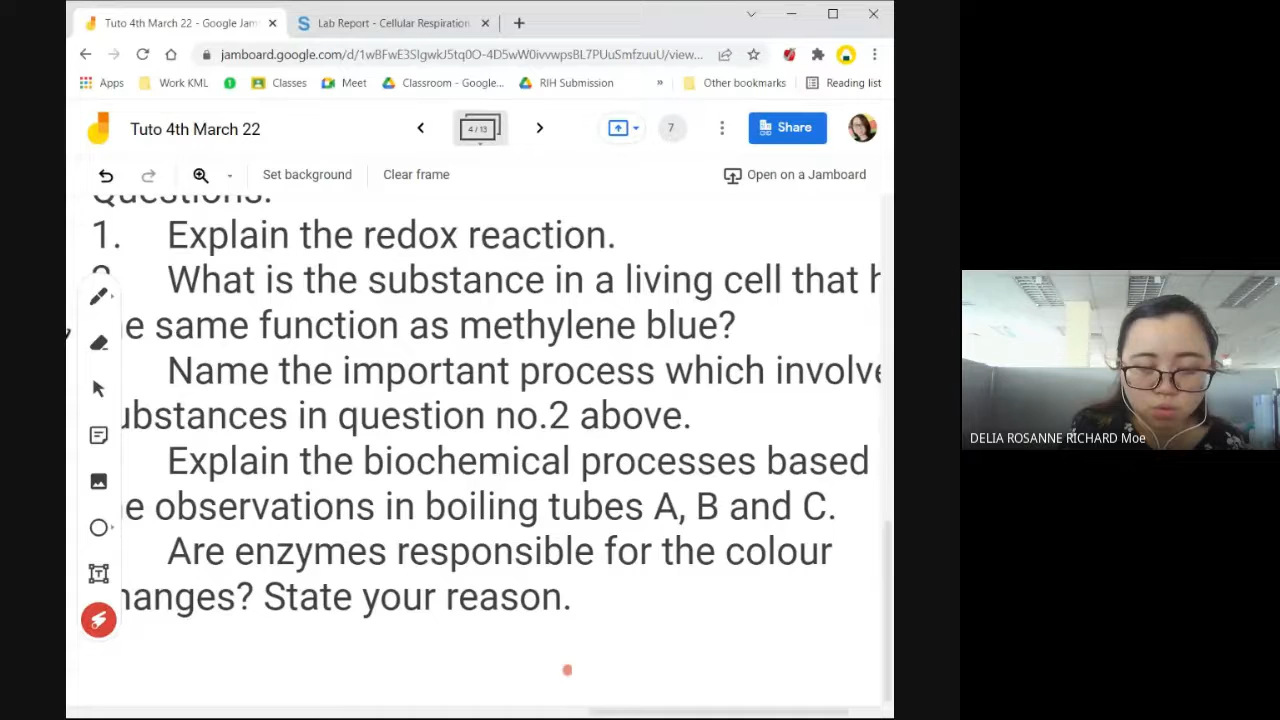 Tuto 4th March 22 - Google Jam
Lab Report - Cellular Respiration
jamboard.google.com/d/1w8FwE3SIgwkJ5tq0O-4D5wW0ivvwpsBL7PUuSmfzuuU/view...
Apps Work KML 1 Classes Meet Classroom - Google... RIH Submission » Other bookmarks Reading list
Tuto 4th March 22 4 / 13 7 Share
Set background Clear frame Open on a Jamboard
Questions:
1. Explain the redox reaction.
What is the substance in a living cell that h
e same function as methylene blue?
Name the important process which involve
ubstances in question no.2 above.
Explain the biochemical processes based
e observations in boiling tubes A, B and C.
Are enzymes responsible for the colour
hanges? State your reason.
DELIA ROSANNE RICHARD Moe